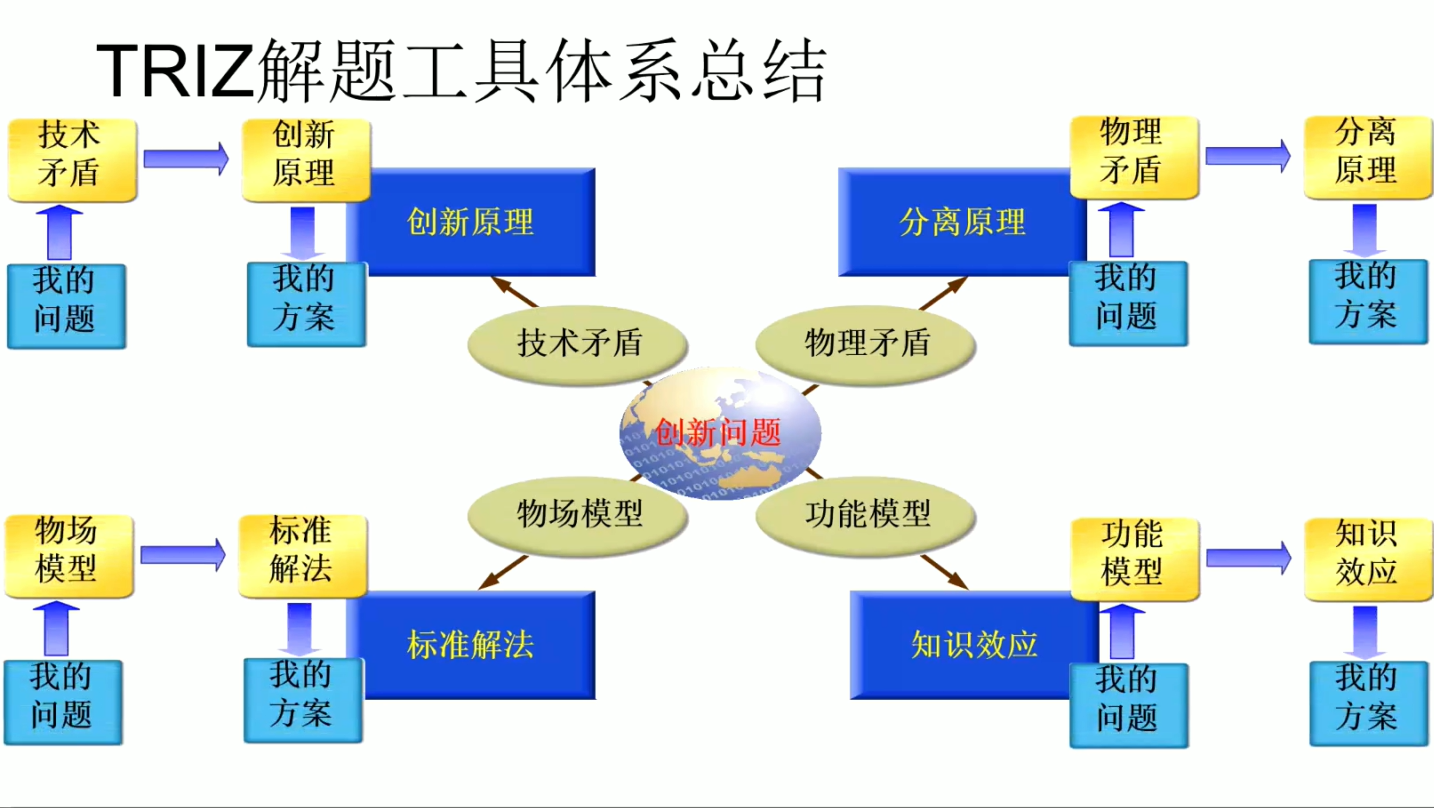 TRIZ解题工具体系总结
技术
矛盾
创新
原理
我的
问题
我的
方案
创新原理
分离原理
物理
矛盾
分离
原理
我的
问题
我的
方案
技术矛盾
物理矛盾
创新问题
物场模型
功能模型
物场
模型
标准
解法
我的
问题
我的
方案
标准解法
知识效应
功能
模型
知识
效应
我的
问题
我的
方案